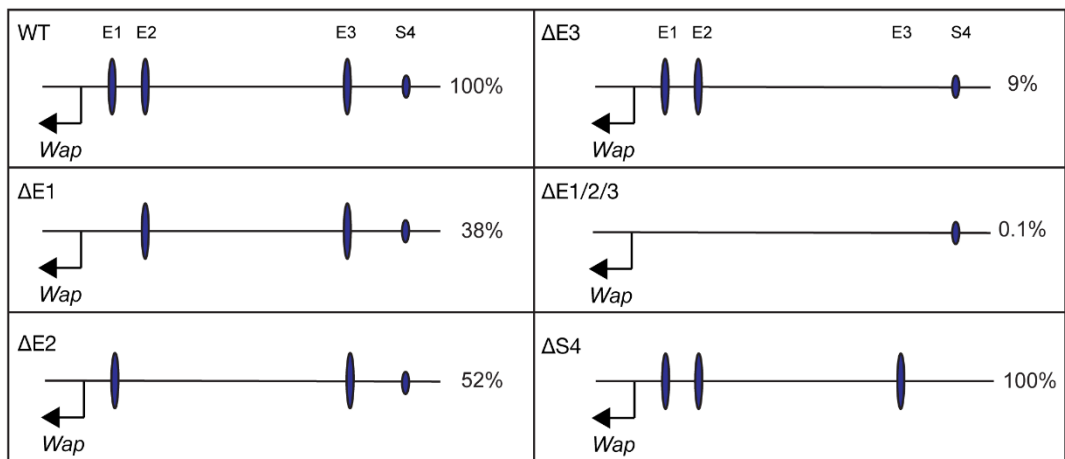 WT
E1 E2 E3 S4
100%
Wap
ΔE3
E1 E2 E3 S4
9%
Wap
ΔE1
38%
Wap
ΔE1/2/3
0.1%
Wap
ΔE2
52%
Wap
ΔS4
100%
Wap